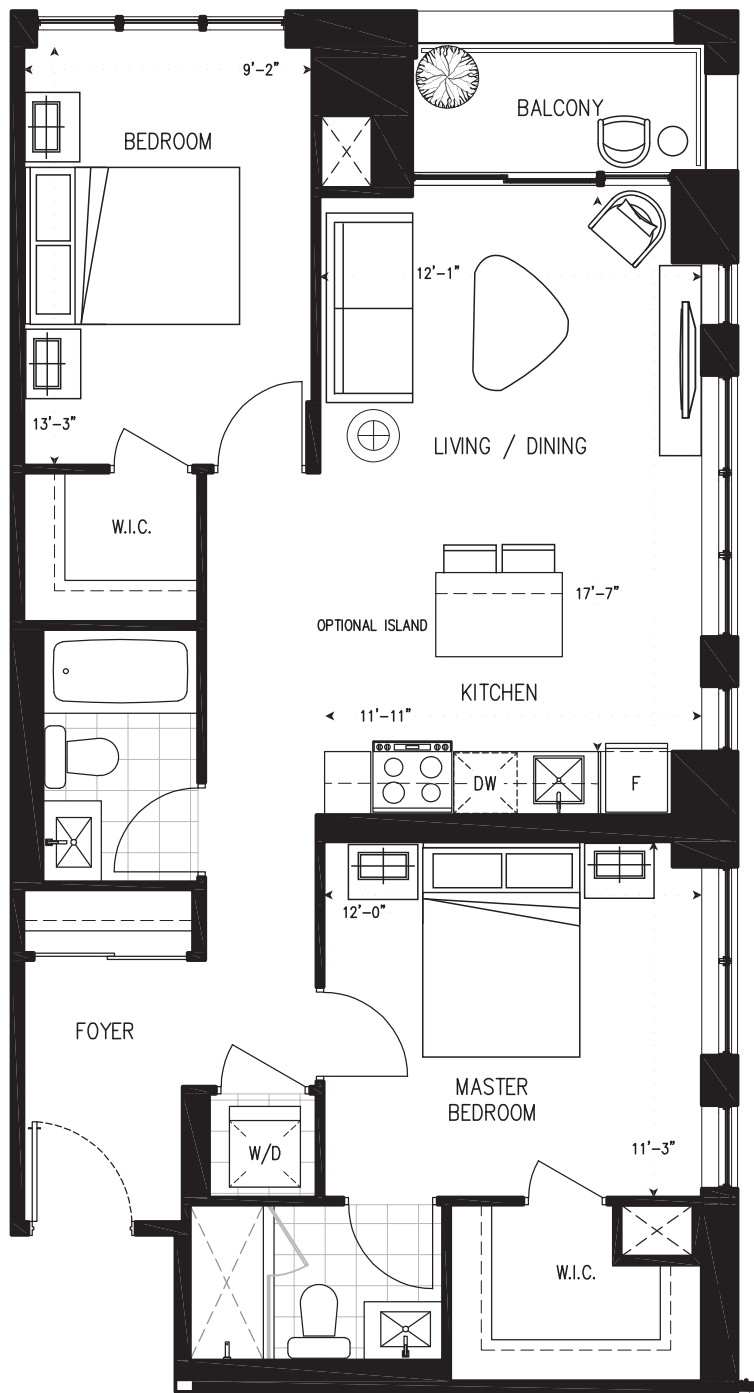 9'-2"
BALCONY
BEDROOM
12'-1"
13'-3"
LIVING / DINING
W.I.C.
17'-7"
OPTIONAL ISLAND
KITCHEN
11'-11"
DW
F
12'-0"
FOYER
MASTER
BEDROOM
W/D
11'-3"
W.I.C.